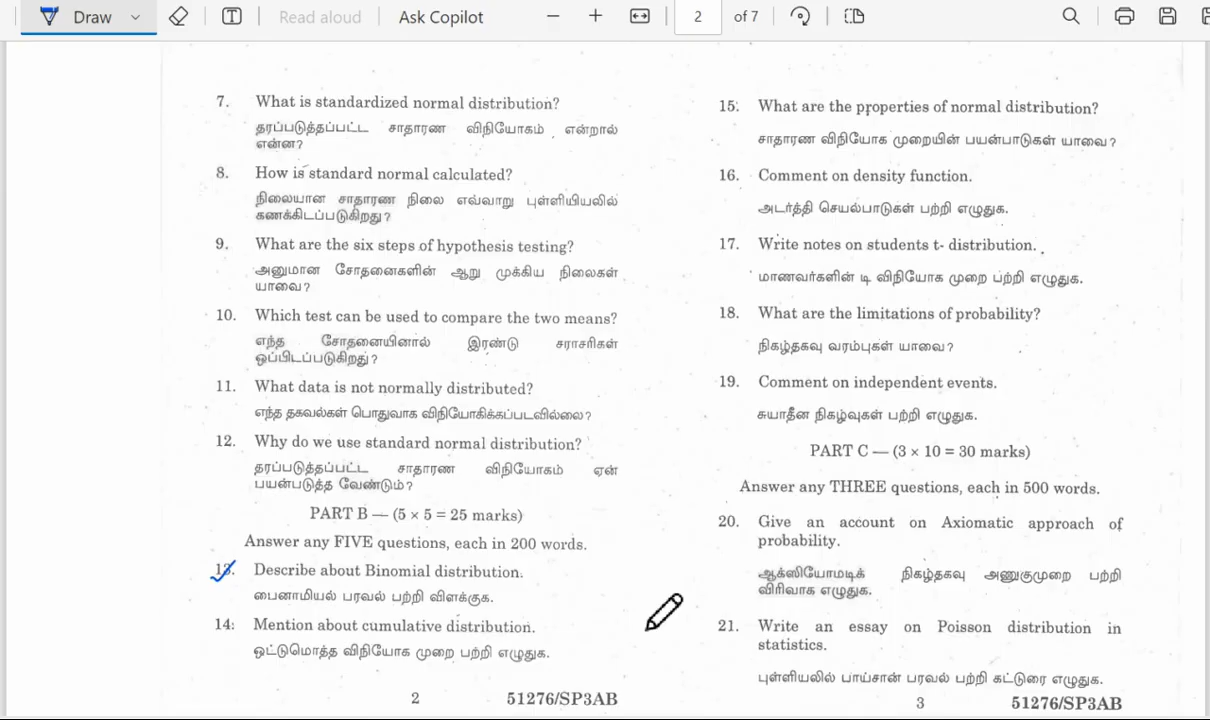 Draw
Read aloud
Ask Copilot
2
of 7
7. What is standardized normal distribution?
தரப்படுத்தப்பட்ட சாதாரண விநியோகம் என்றால்
என்ன?
8. How is standard normal calculated?
நிலையான சாதாரண நிலை எவ்வாறு புள்ளியியலில்
கணக்கிடப்படுகிறது?
9. What are the six steps of hypothesis testing?
அனுமான சோதனைகளின் ஆறு முக்கிய நிலைகள்
யாவை?
10. Which test can be used to compare the two means?
எந்த சோதனையினால் இரண்டு சராசரிகள்
ஒப்பிடப்படுகிறது?
11. What data is not normally distributed?
எந்த தகவல்கள் பொதுவாக விநியோகிக்கப்படவில்லை?
12. Why do we use standard normal distribution?
தரப்படுத்தப்பட்ட சாதாரண விநியோகம் ஏன்
பயன்படுத்த வேண்டும்?
PART B — (5 × 5 = 25 marks)
Answer any FIVE questions, each in 200 words.
13. Describe about Binomial distribution.
பைனாமியல் பரவல் பற்றி விளக்குக.
14. Mention about cumulative distribution.
ஒட்டுமொத்த விநியோக முறை பற்றி எழுதுக.
2 51276/SP3AB
15. What are the properties of normal distribution?
சாதாரண விநியோக முறையின் பயன்பாடுகள் யாவை?
16. Comment on density function.
அடர்த்தி செயல்பாடுகள் பற்றி எழுதுக.
17. Write notes on students t- distribution.
மாணவர்களின் டி விநியோக முறை பற்றி எழுதுக.
18. What are the limitations of probability?
நிகழ்தகவு வரம்புகள் யாவை?
19. Comment on independent events.
சுயாதீன நிகழ்வுகள் பற்றி எழுதுக.
PART C — (3 × 10 = 30 marks)
Answer any THREE questions, each in 500 words.
20. Give an account on Axiomatic approach of
probability.
ஆக்ஸியோமடிக் நிகழ்தகவு அணுகுமுறை பற்றி
விரிவாக எழுதுக.
21. Write an essay on Poisson distribution in
statistics.
புள்ளியலில் பாய்சான் பரவல் பற்றி கட்டுரை எழுதுக.
3 51276/SP3AB